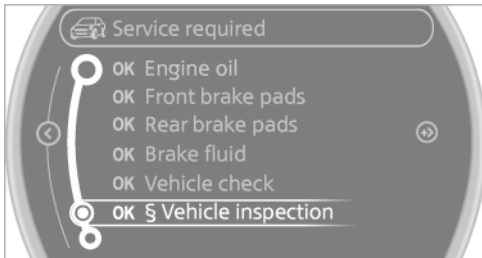 Service required
OK Engine oil
OK Front brake pads
OK Rear brake pads
OK Brake fluid
OK Vehicle check
OK § Vehicle inspection